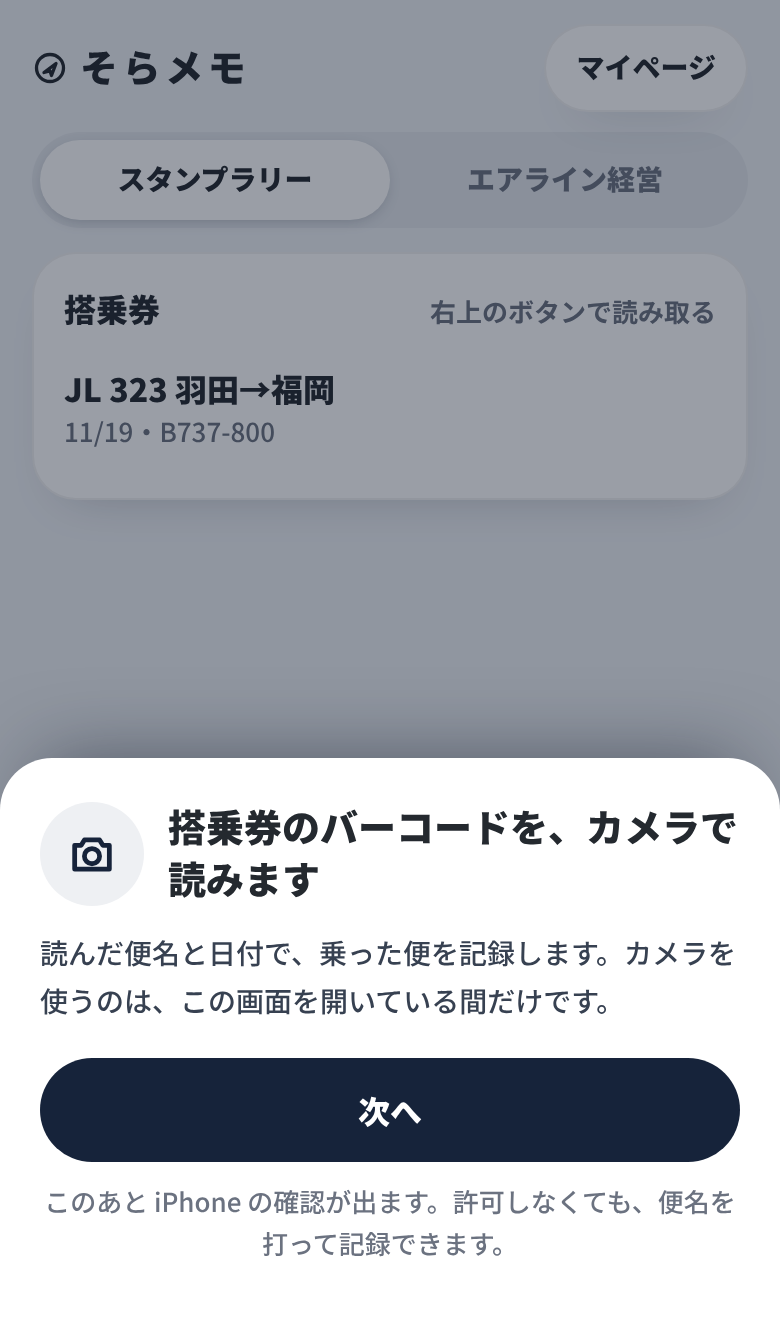 そらメモ
マイページ
スタンプラリー
エアライン経営
搭乗券
右上のボタンで読み取る
JL 323 羽田→福岡
11/19・B737-800
搭乗券のバーコードを、カメラで
読みます
読んだ便名と日付で、乗った便を記録します。カメラを
使うのは、この画面を開いている間だけです。
次へ
このあと iPhone の確認が出ます。許可しなくても、便名を
打って記録できます。